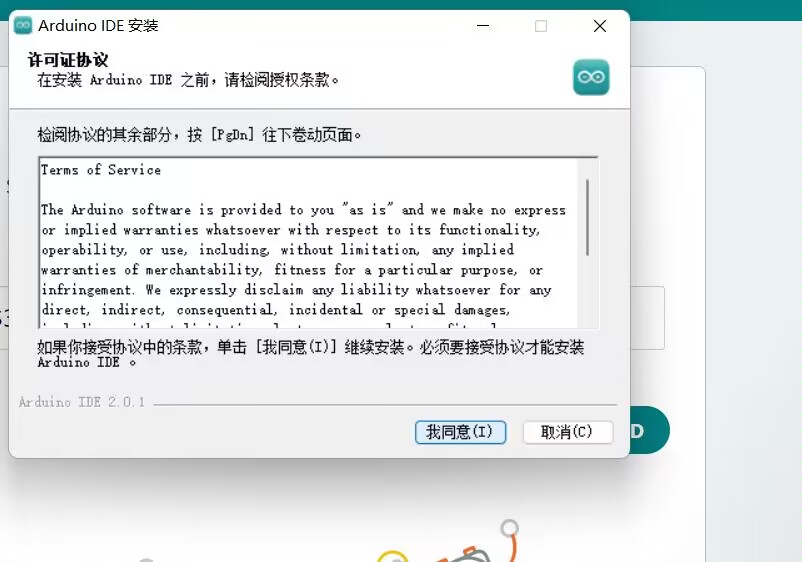 Arduino IDE 安装
许可证协议
在安装 Arduino IDE 之前，请检阅授权条款。
检阅协议的其余部分，按 [PgDn] 往下卷动页面。
Terms of Service
The Arduino software is provided to you "as is" and we make no express
or implied warranties whatsoever with respect to its functionality,
operability, or use, including, without limitation, any implied
warranties of merchantability, fitness for a particular purpose, or
infringement. We expressly disclaim any liability whatsoever for any
direct, indirect, consequential, incidental or special damages,
如果你接受协议中的条款，单击 [我同意(I)] 继续安装。必须要接受协议才能安装
Arduino IDE 。
Arduino IDE 2.0.1
我同意(I)
取消(C)
D